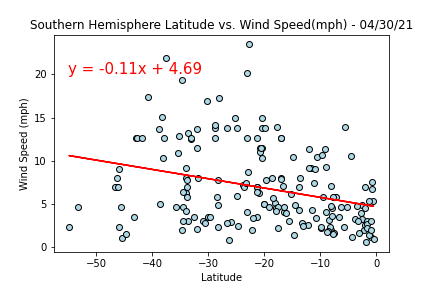 Southern Hemisphere Latitude vs. Wind Speed(mph) - 04/30/21
y = -0.11x + 4.69
Wind Speed (mph)
20
15
10
5
0
−50
−40
−30
−20
−10
0
Latitude